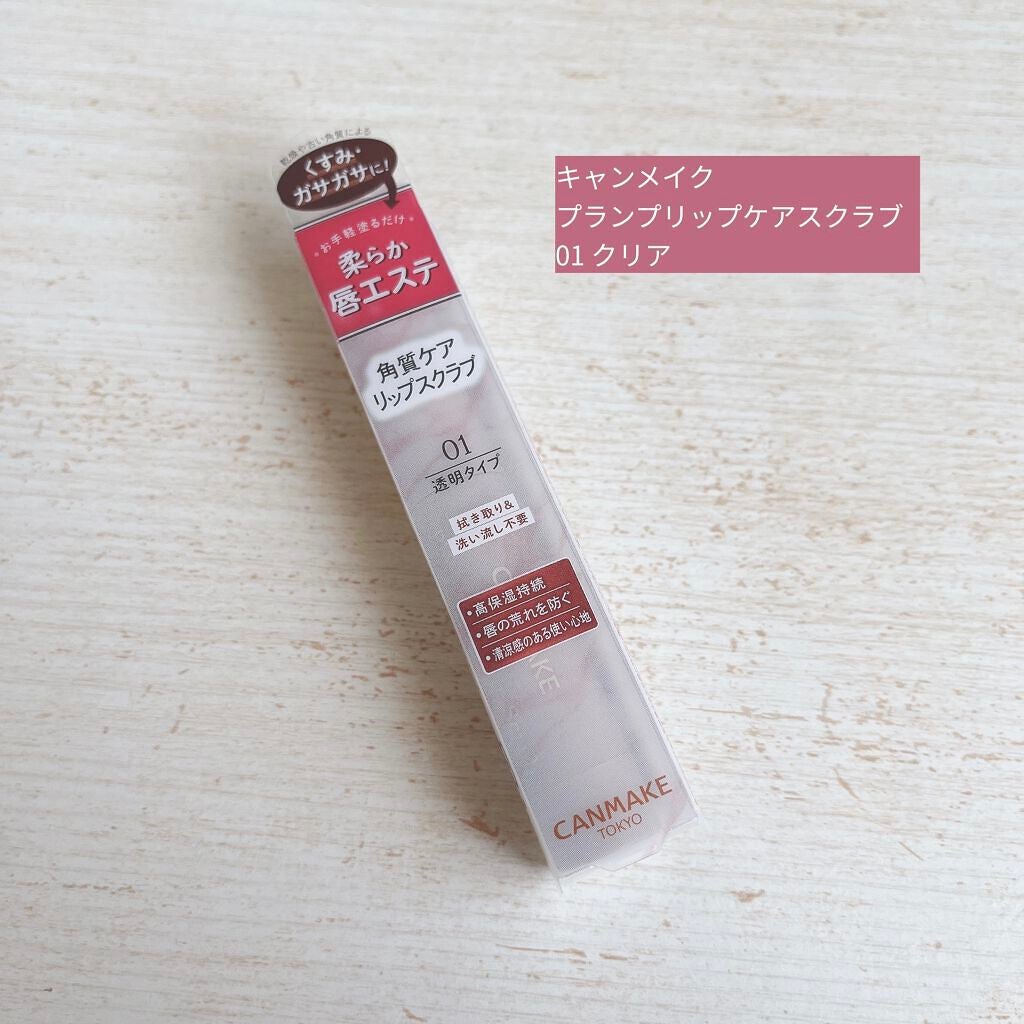 乾燥や古い角質による
くすみ・
ガサガサに!
お手軽塗るだけ
柔らか
唇エステ
角質ケア
リップスクラブ
01
透明タイプ
拭き取り&
洗い流し不要
・高保湿持続
・唇の荒れを防ぐ
・清涼感のある使い心地
CANMAKE
TOKYO
キャンメイク
プランプリップケアスクラブ
01 クリア